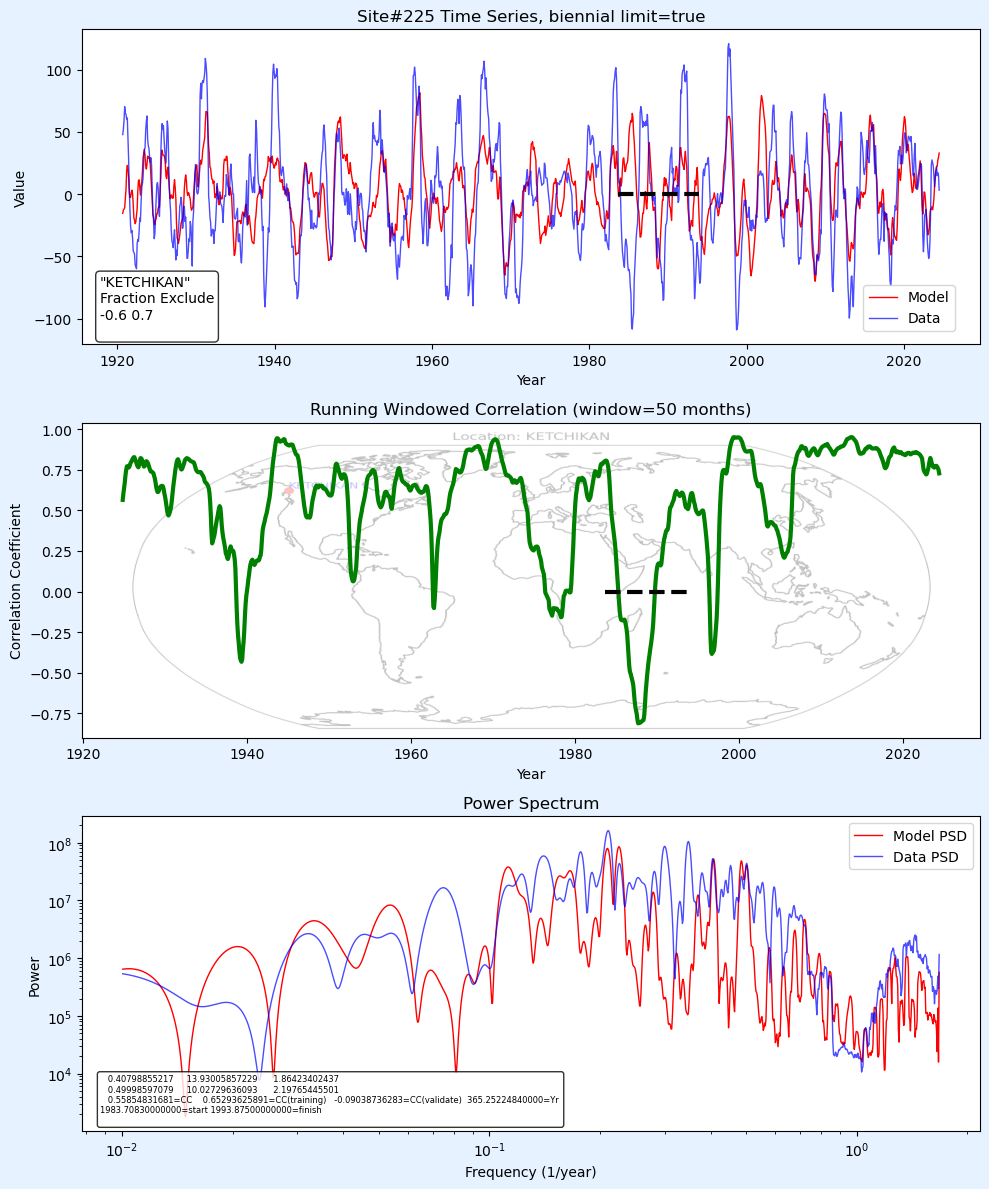 Site#225 Time Series, biennial limit=true
Value
100
50
0
−50
−100
"KETCHIKAN"
Fraction Exclude
-0.6 0.7
Model
Data
1920 1940 1960 1980 2000 2020
Year
Running Windowed Correlation (window=50 months)
Correlation Coefficient
1.00
0.75
0.50
0.25
0.00
−0.25
−0.50
−0.75
Location: KETCHIKAN
KETCHIKAN
1920 1940 1960 1980 2000 2020
Year
Power Spectrum
Power
10^8
10^7
10^6
10^5
10^4
Model PSD
Data PSD
0.40798855217 13.93005857229 1.86423402437
0.49998597079 10.02729636093 2.19765445501
0.55854831681=CC 0.65293625891=CC(training) -0.09038736283=CC(validate) 365.25224840000=Yr
1983.70830000000=start 1993.87500000000=finish
10^−2 10^−1 10^0
Frequency (1/year)